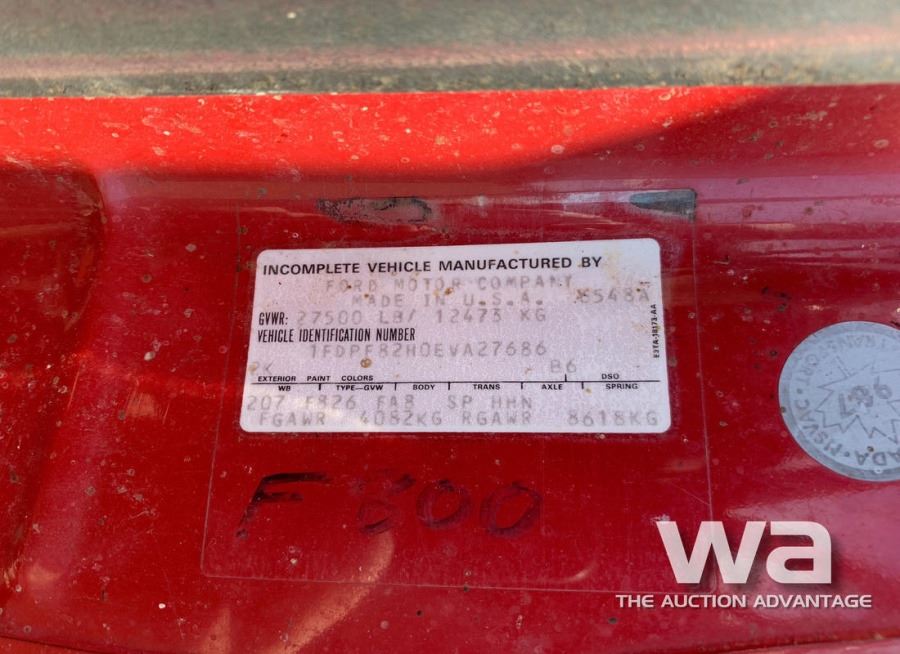 INCOMPLETE VEHICLE MANUFACTURED BY
FORD MOTOR COMPANY
MADE IN U.S.A.
GVWR: 27500 LB/ 12473 KG
VEHICLE IDENTIFICATION NUMBER
1FDPF82H0EVA27686
B6
EXTERIOR PAINT COLORS DSO
WB TYPE—GVW BODY TRANS AXLE SPRING
207 F826 FAB SP HHN
FGAWR 4082KG RGAWR 8618KG
F 800
wa
THE AUCTION ADVANTAGE